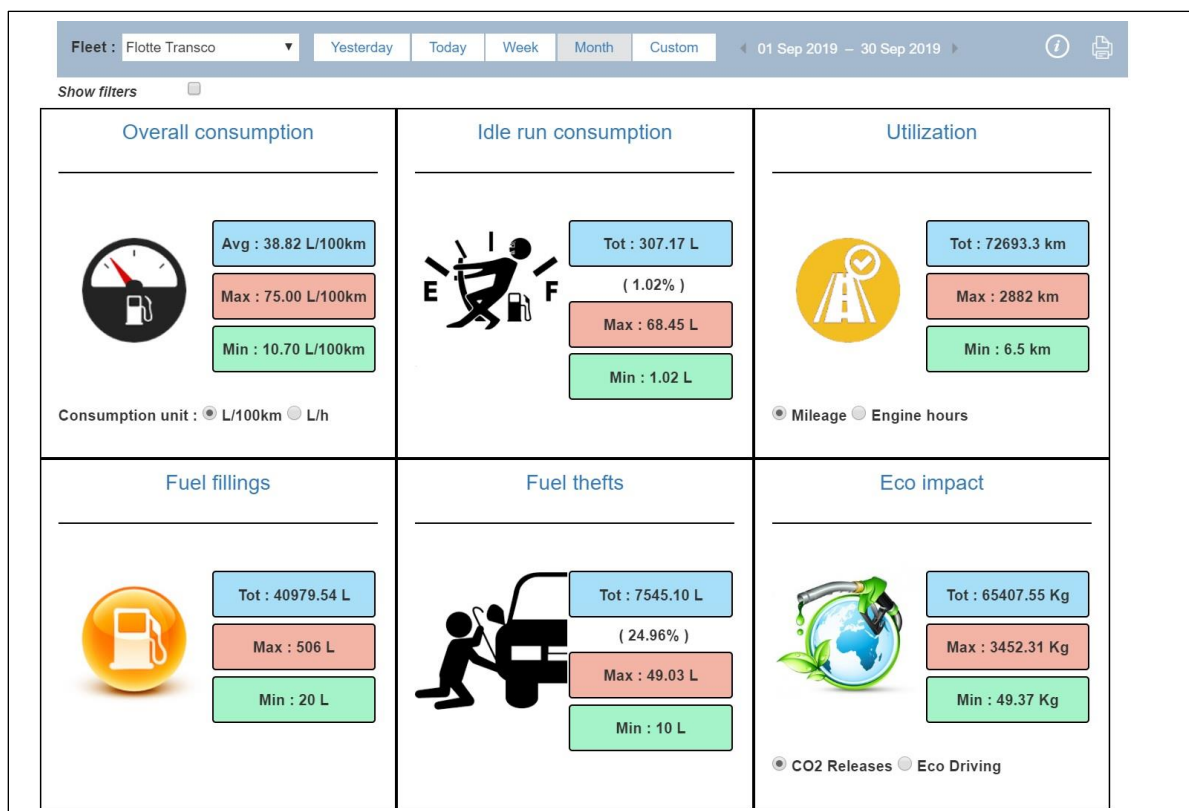 Fleet : Flotte Transco ▼ Yesterday Today Week Month Custom 01 Sep 2019 – 30 Sep 2019 i
Show filters
Overall consumption
Avg : 38.82 L/100km
Max : 75.00 L/100km
Min : 10.70 L/100km
Consumption unit : L/100km L/h
Idle run consumption
E F
Tot : 307.17 L
( 1.02% )
Max : 68.45 L
Min : 1.02 L
Utilization
Tot : 72693.3 km
Max : 2882 km
Min : 6.5 km
Mileage Engine hours
Fuel fillings
Tot : 40979.54 L
Max : 506 L
Min : 20 L
Fuel thefts
Tot : 7545.10 L
( 24.96% )
Max : 49.03 L
Min : 10 L
Eco impact
Tot : 65407.55 Kg
Max : 3452.31 Kg
Min : 49.37 Kg
CO2 Releases Eco Driving